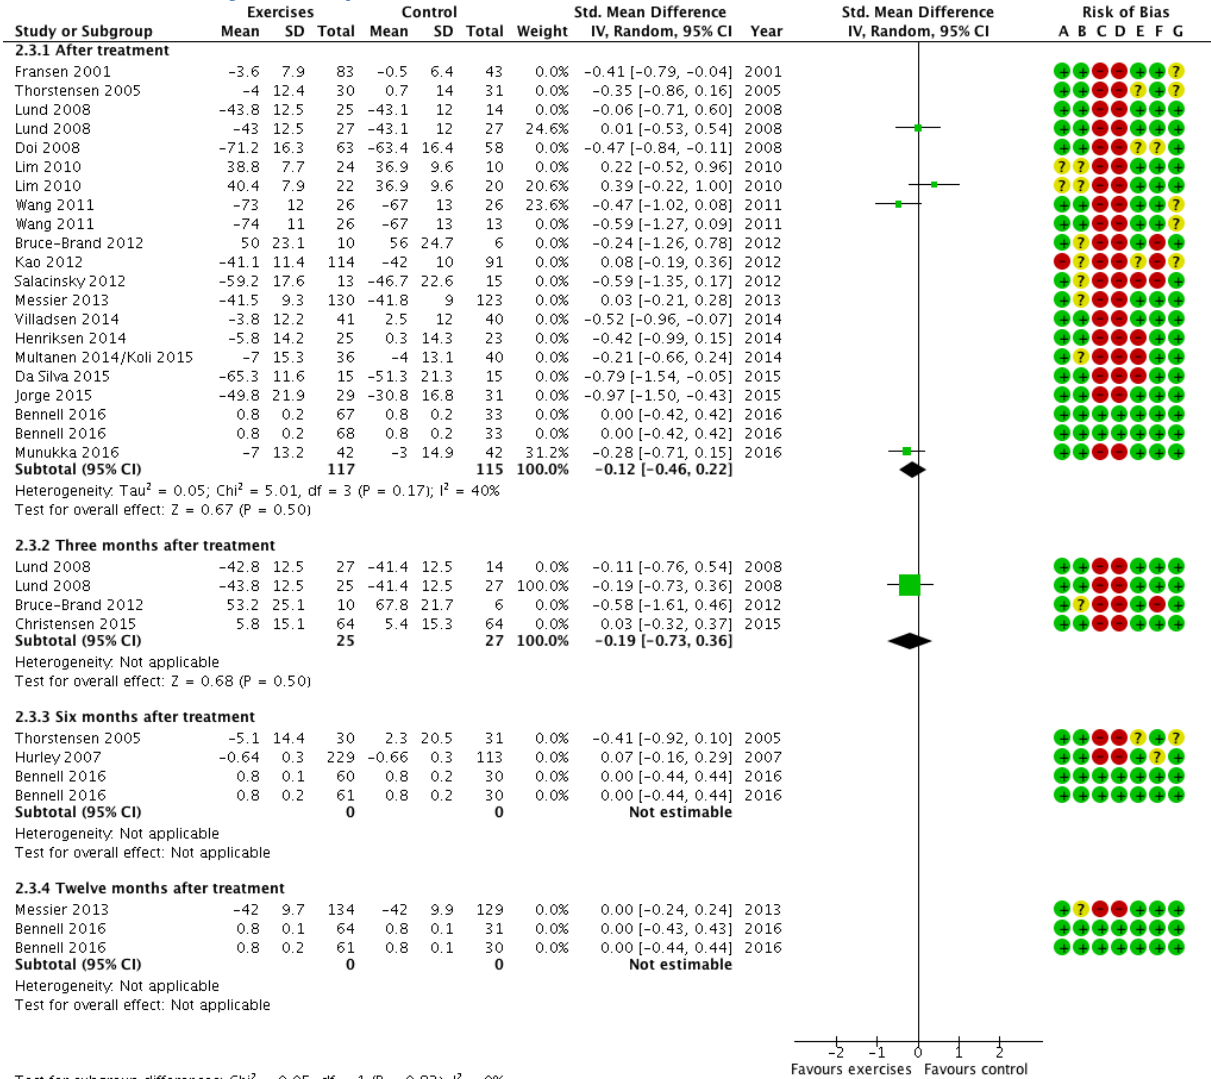 Exercises Control Std. Mean Difference Std. Mean Difference Risk of Bias
Study or Subgroup Mean SD Total Mean SD Total Weight IV, Random, 95% CI Year IV, Random, 95% CI A B C D E F G
2.3.1 After treatment
Fransen 2001 −3.6 7.9 83 −0.5 6.4 43 0.0% −0.41 [−0.79, −0.04] 2001 + + − − + + ?
Thorstensen 2005 −4 12.4 30 0.7 14 31 0.0% −0.35 [−0.86, 0.16] 2005 + + − − ? + ?
Lund 2008 −43.8 12.5 25 −43.1 12 14 0.0% −0.06 [−0.71, 0.60] 2008 + + − − + + +
Lund 2008 −43 12.5 27 −43.1 12 27 24.6% 0.01 [−0.53, 0.54] 2008 + + − − + + +
Doi 2008 −71.2 16.3 63 −63.4 16.4 58 0.0% −0.47 [−0.84, −0.11] 2008 + + − − ? ? +
Lim 2010 38.8 7.7 24 36.9 9.6 10 0.0% 0.22 [−0.52, 0.96] 2010 ? ? − − + + +
Lim 2010 40.4 7.9 22 36.9 9.6 20 20.6% 0.39 [−0.22, 1.00] 2010 ? ? − − + + +
Wang 2011 −73 12 26 −67 13 26 23.6% −0.47 [−1.02, 0.08] 2011 + + − − + + ?
Wang 2011 −74 11 26 −67 13 13 0.0% −0.59 [−1.27, 0.09] 2011 + + − − + + ?
Bruce−Brand 2012 50 23.1 10 56 24.7 6 0.0% −0.24 [−1.26, 0.78] 2012 + ? − − + − +
Kao 2012 −41.1 11.4 114 −42 10 91 0.0% 0.08 [−0.19, 0.36] 2012 − ? − − ? − ?
Salacinsky 2012 −59.2 17.6 13 −46.7 22.6 15 0.0% −0.59 [−1.35, 0.17] 2012 + ? − − − − +
Messier 2013 −41.5 9.3 130 −41.8 9 123 0.0% 0.03 [−0.21, 0.28] 2013 + ? − − + + +
Villadsen 2014 −3.8 12.2 41 2.5 12 40 0.0% −0.52 [−0.96, −0.07] 2014 + + − − + + +
Henriksen 2014 −5.8 14.2 25 0.3 14.3 23 0.0% −0.42 [−0.99, 0.15] 2014 + + − − − + +
Multanen 2014/Koli 2015 −7 15.3 36 −4 13.1 40 0.0% −0.21 [−0.66, 0.24] 2014 + ? − − − + +
Da Silva 2015 −65.3 11.6 15 −51.3 21.3 15 0.0% −0.79 [−1.54, −0.05] 2015 + + − − − + +
Jorge 2015 −49.8 21.9 29 −30.8 16.8 31 0.0% −0.97 [−1.50, −0.43] 2015 + + − − + + +
Bennell 2016 0.8 0.2 67 0.8 0.2 33 0.0% 0.00 [−0.42, 0.42] 2016 + + + + + + +
Bennell 2016 0.8 0.2 68 0.8 0.2 33 0.0% 0.00 [−0.42, 0.42] 2016 + + + + + + +
Munukka 2016 −7 13.2 42 −3 14.9 42 31.2% −0.28 [−0.71, 0.15] 2016 + + − − + + +
Subtotal (95% CI) 117 115 100.0% −0.12 [−0.46, 0.22]
Heterogeneity: Tau² = 0.05; Chi² = 5.01, df = 3 (P = 0.17); I² = 40%
Test for overall effect: Z = 0.67 (P = 0.50)
2.3.2 Three months after treatment
Lund 2008 −42.8 12.5 27 −41.4 12.5 14 0.0% −0.11 [−0.76, 0.54] 2008 + + − − + + +
Lund 2008 −43.8 12.5 25 −41.4 12.5 27 100.0% −0.19 [−0.73, 0.36] 2008 + + − − + + +
Bruce−Brand 2012 53.2 25.1 10 67.8 21.7 6 0.0% −0.58 [−1.61, 0.46] 2012 + ? − − + − +
Christensen 2015 5.8 15.1 64 5.4 15.3 64 0.0% 0.03 [−0.32, 0.37] 2015 + + − − + + +
Subtotal (95% CI) 25 27 100.0% −0.19 [−0.73, 0.36]
Heterogeneity: Not applicable
Test for overall effect: Z = 0.68 (P = 0.50)
2.3.3 Six months after treatment
Thorstensen 2005 −5.1 14.4 30 2.3 20.5 31 0.0% −0.41 [−0.92, 0.10] 2005 + + − − ? + ?
Hurley 2007 −0.64 0.3 229 −0.66 0.3 113 0.0% 0.07 [−0.16, 0.29] 2007 + + − − + ? +
Bennell 2016 0.8 0.1 60 0.8 0.2 30 0.0% 0.00 [−0.44, 0.44] 2016 + + + + + + +
Bennell 2016 0.8 0.2 61 0.8 0.2 30 0.0% 0.00 [−0.44, 0.44] 2016 + + + + + + +
Subtotal (95% CI) 0 0 Not estimable
Heterogeneity: Not applicable
Test for overall effect: Not applicable
2.3.4 Twelve months after treatment
Messier 2013 −42 9.7 134 −42 9.9 129 0.0% 0.00 [−0.24, 0.24] 2013 + ? − − + + +
Bennell 2016 0.8 0.1 64 0.8 0.1 31 0.0% 0.00 [−0.43, 0.43] 2016 + + + + + + +
Bennell 2016 0.8 0.2 61 0.8 0.1 30 0.0% 0.00 [−0.44, 0.44] 2016 + + + + + + +
Subtotal (95% CI) 0 0 Not estimable
Heterogeneity: Not applicable
Test for overall effect: Not applicable
−2 −1 0 1 2
Favours exercises Favours control